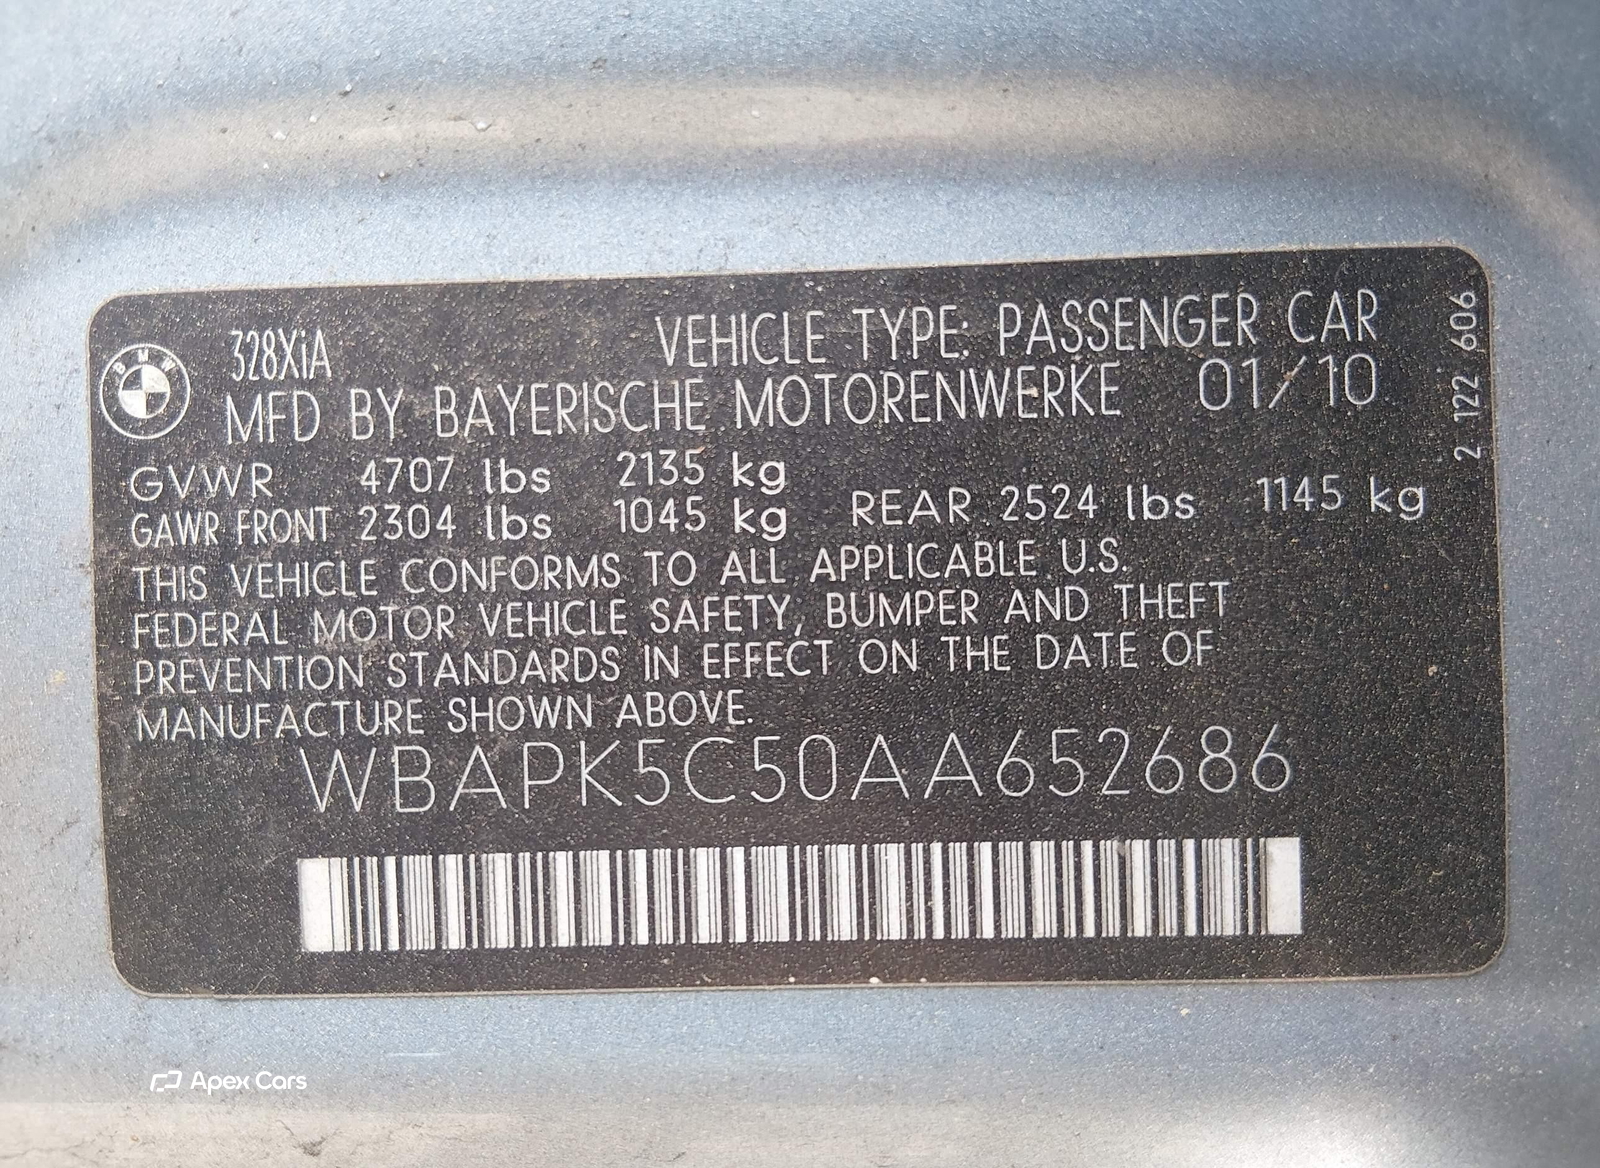 BMW
328XiA
VEHICLE TYPE: PASSENGER CAR
MFD BY BAYERISCHE MOTORENWERKE 01/10
GVWR 4707 lbs 2135 kg
GAWR FRONT 2304 lbs 1045 kg REAR 2524 lbs 1145 kg
THIS VEHICLE CONFORMS TO ALL APPLICABLE U.S.
FEDERAL MOTOR VEHICLE SAFETY, BUMPER AND THEFT
PREVENTION STANDARDS IN EFFECT ON THE DATE OF
MANUFACTURE SHOWN ABOVE.
WBAPK5C50AA652686
2 122 606
Apex Cars